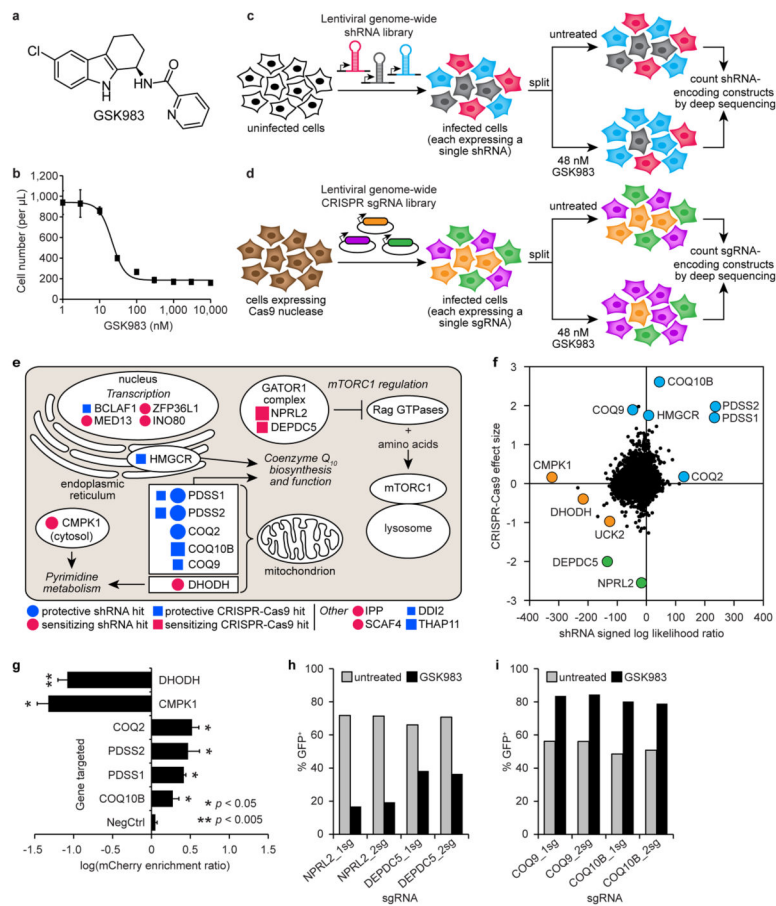 a
Cl
N
H
N
H
O
N
GSK983
b
Cell number (per µL)
1,200
1,000
800
600
400
200
0
1
10
100
1,000
10,000
GSK983 (nM)
c
Lentiviral genome-wide
shRNA library
uninfected cells
infected cells
(each expressing a
single shRNA)
split
untreated
48 nM
GSK983
count shRNA-
encoding constructs
by deep sequencing
d
Lentiviral genome-wide
CRISPR sgRNA library
cells expressing
Cas9 nuclease
infected cells
(each expressing a
single sgRNA)
split
untreated
48 nM
GSK983
count sgRNA-
encoding constructs
by deep sequencing
e
nucleus
Transcription
BCLAF1
ZFP36L1
MED13
INO80
HMGCR
endoplasmic
reticulum
GATOR1
complex
NPRL2
DEPDC5
mTORC1 regulation
Rag GTPases
+
amino acids
mTORC1
lysosome
Coenzyme Q10
biosynthesis
and function
PDSS1
PDSS2
COQ2
COQ10B
COQ9
DHODH
mitochondrion
CMPK1
(cytosol)
Pyrimidine
metabolism
protective shRNA hit
protective CRISPR-Cas9 hit
sensitizing shRNA hit
sensitizing CRISPR-Cas9 hit
Other
IPP
DDI2
SCAF4
THAP11
f
CRISPR-Cas9 effect size
3
2
1
0
-1
-2
-3
COQ10B
COQ9
HMGCR
PDSS2
PDSS1
CMPK1
COQ2
DHODH
UCK2
DEPDC5
NPRL2
-400
-300
-200
-100
0
100
200
300
shRNA signed log likelihood ratio
g
Gene targeted
**
DHODH
*
CMPK1
COQ2
*
PDSS2
*
PDSS1
*
COQ10B
*
NegCtrl
* p < 0.05
** p < 0.005
-1.5
-1.0
-0.5
0.0
0.5
1.0
log(mCherry enrichment ratio)
h
untreated
GSK983
% GFP+
100
80
60
40
20
0
NPRL2_1sg
NPRL2_2sg
DEPDC5_1sg
DEPDC5_2sg
sgRNA
i
untreated
GSK983
% GFP+
100
80
60
40
20
0
COQ9_1sg
COQ9_2sg
COQ10B_1sg
COQ10B_2sg
sgRNA